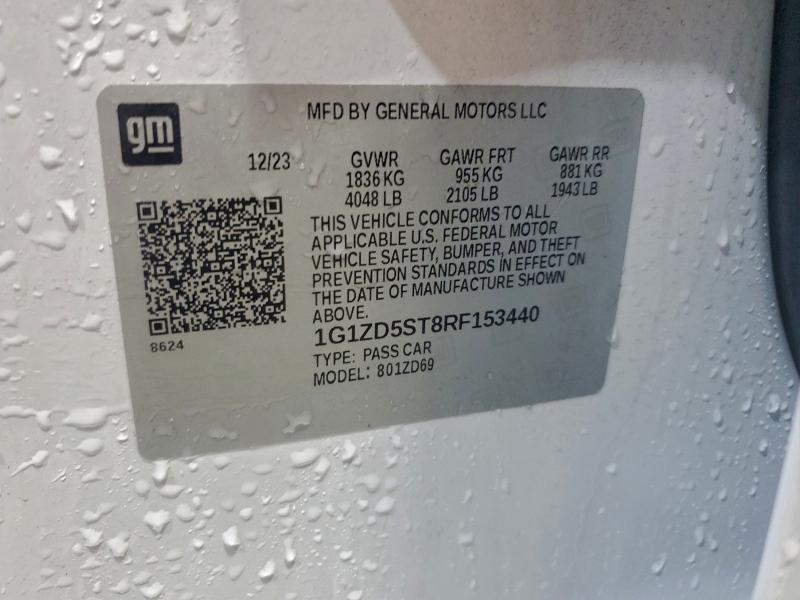 gm
MFD BY GENERAL MOTORS LLC
12/23 GVWR GAWR FRT GAWR RR
1836 KG 955 KG 881 KG
4048 LB 2105 LB 1943 LB
THIS VEHICLE CONFORMS TO ALL
APPLICABLE U.S. FEDERAL MOTOR
VEHICLE SAFETY, BUMPER, AND THEFT
PREVENTION STANDARDS IN EFFECT ON
THE DATE OF MANUFACTURE SHOWN
ABOVE.
1G1ZD5ST8RF153440
8624
TYPE: PASS CAR
MODEL: 801ZD69